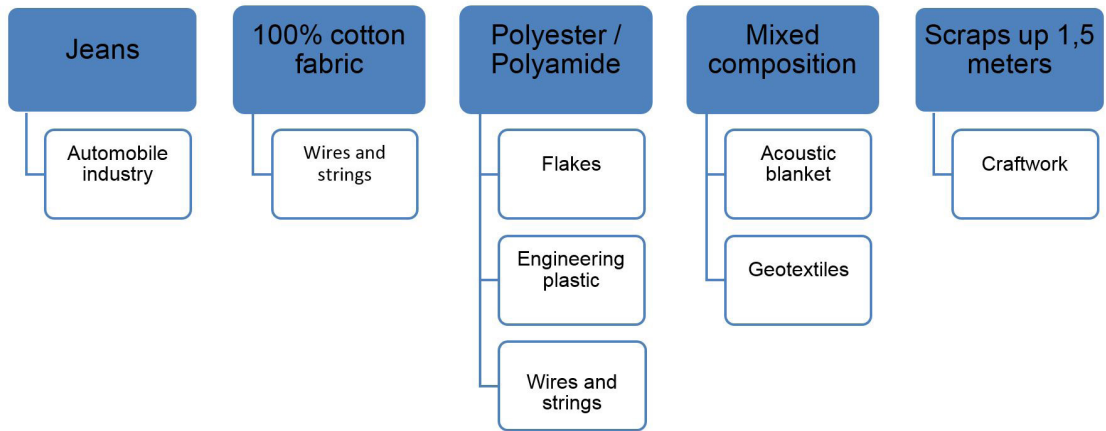 Jeans
Automobile
industry
100% cotton
fabric
Wires and
strings
Polyester /
Polyamide
Flakes
Engineering
plastic
Wires and
strings
Mixed
composition
Acoustic
blanket
Geotextiles
Scraps up 1,5
meters
Craftwork